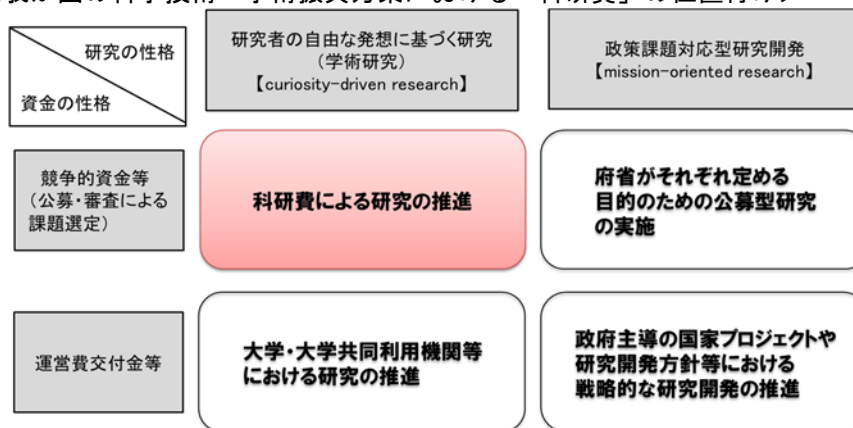 我が国の科学技術・学術振興方策における「科研費」の位置付け
研究の性格
資金の性格
研究者の自由な発想に基づく研究
(学術研究)
【curiosity-driven research】
政策課題対応型研究開発
【mission-oriented research】
競争的資金等
(公募・審査による
課題選定)
科研費による研究の推進
府省がそれぞれ定める
目的のための公募型研究
の実施
運営費交付金等
大学・大学共同利用機関等
における研究の推進
政府主導の国家プロジェクトや
研究開発方針等における
戦略的な研究開発の推進